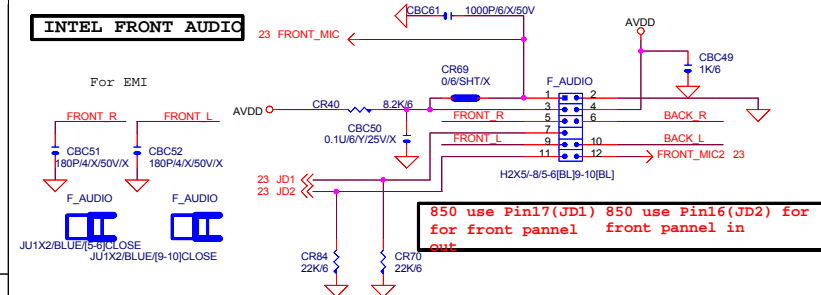 INTEL FRONT AUDIO
CBC61
1000P/6/X/50V
23 FRONT_MIC
AVDD
For EMI
CR69
0/6/SHT/X
F_AUDIO
CBC49
1K/6
FRONT_R
FRONT_L
AVDD
CR40
8.2K/6
1
2
3
4
FRONT_R
5
6
BACK_R
CBC51
180P/4/X/50V/X
CBC52
180P/4/X/50V/X
CBC50
0.1U/6/Y/25V/X
7
FRONT_L
9
10
BACK_L
11
12
FRONT_MIC2 23
H2X5/-8/5-6[BL]9-10[BL]
23 JD1
23 JD2
F_AUDIO
F_AUDIO
JU1X2/BLUE/[5-6]CLOSE
JU1X2/BLUE/[9-10]CLOSE
850 use Pin17(JD1)
for front pannel
out
850 use Pin16(JD2) for
front pannel in
CR84
22K/6
CR70
22K/6